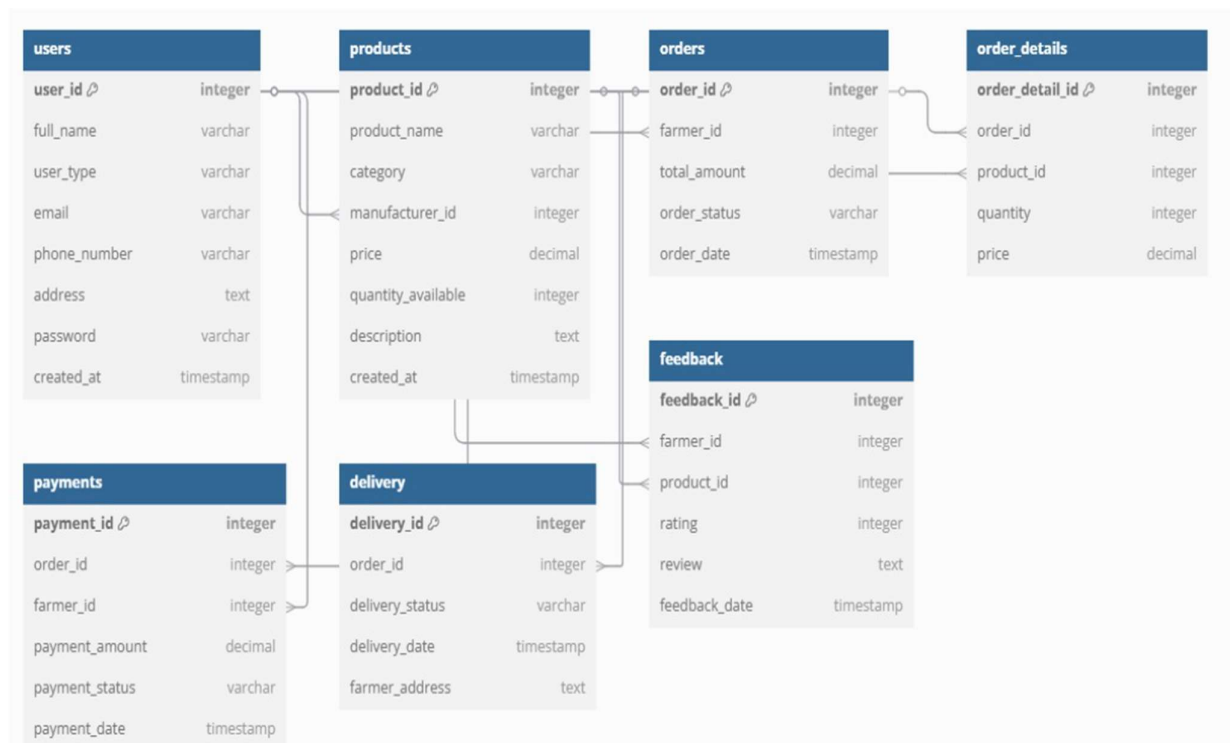 users
user_id integer
full_name varchar
user_type varchar
email varchar
phone_number varchar
address text
password varchar
created_at timestamp
products
product_id integer
product_name varchar
category varchar
manufacturer_id integer
price decimal
quantity_available integer
description text
created_at timestamp
orders
order_id integer
farmer_id integer
total_amount decimal
order_status varchar
order_date timestamp
order_details
order_detail_id integer
order_id integer
product_id integer
quantity integer
price decimal
feedback
feedback_id integer
farmer_id integer
product_id integer
rating integer
review text
feedback_date timestamp
payments
payment_id integer
order_id integer
farmer_id integer
payment_amount decimal
payment_status varchar
payment_date timestamp
delivery
delivery_id integer
order_id integer
delivery_status varchar
delivery_date timestamp
farmer_address text